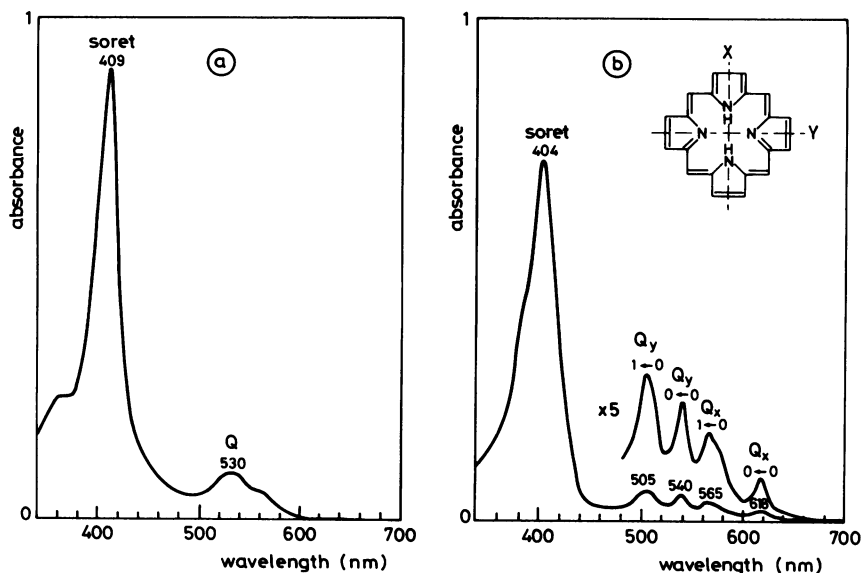 1
soret
409
a
absorbance
Q
530
0
400
500
600
700
wavelength (nm)
1
b
X
H
N
N
N
Y
H
N
soret
404
absorbance
Qy
1←0
Qy
0←0
x5
Qx
1←0
Qx
0←0
505
540
565
618
0
400
500
600
700
wavelength (nm)